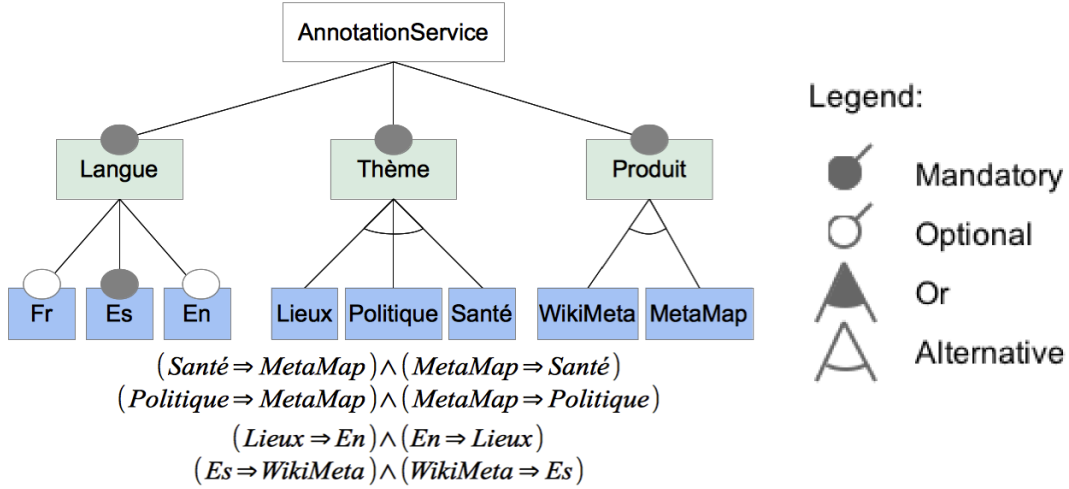 AnnotationService
Legend:
Langue
Thème
Produit
Mandatory
Optional
Fr
Es
En
Lieux
Politique
Santé
WikiMeta
MetaMap
Or
Alternative
(Santé ⇒ MetaMap) ∧ (MetaMap ⇒ Santé)
(Politique ⇒ MetaMap) ∧ (MetaMap ⇒ Politique)
(Lieux ⇒ En) ∧ (En ⇒ Lieux)
(Es ⇒ WikiMeta) ∧ (WikiMeta ⇒ Es)